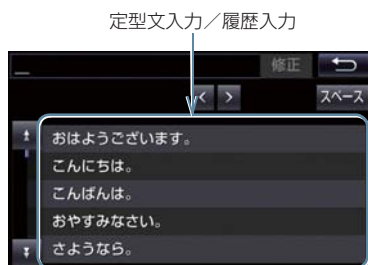 定型文入力／履歴入力
修正
＜ ＞ スペース
おはようございます。
こんにちは。
こんばんは。
おやすみなさい。
さようなら。